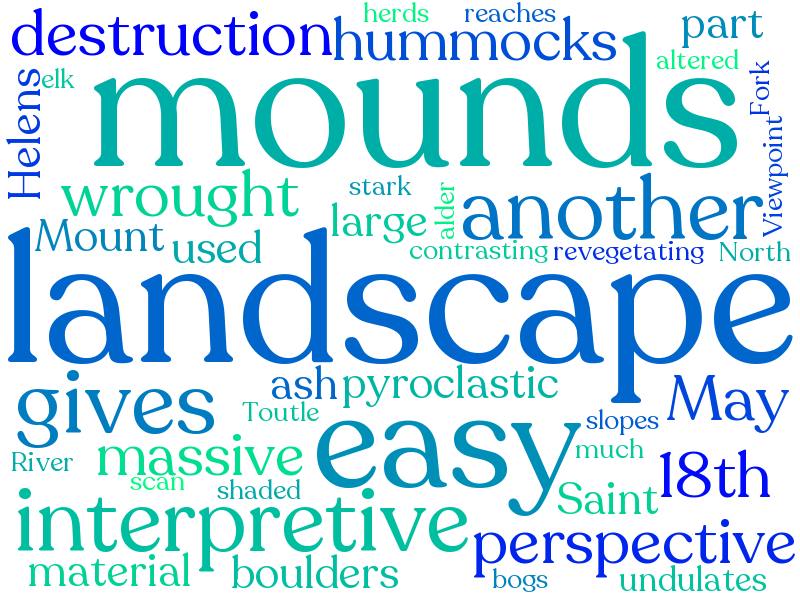 herds
reaches
part
destruction
hummocks
altered
elk
mounds
Helens
Fork
Viewpoint
wrought
stark
alder
large
another
Mount
used
contrasting
revegetating
North
landscape
ash
pyroclastic
May
gives
Toutle
slopes
easy
much
River
massive
scan
shaded
18th
Saint
interpretive
perspective
material
boulders
bogs
undulates